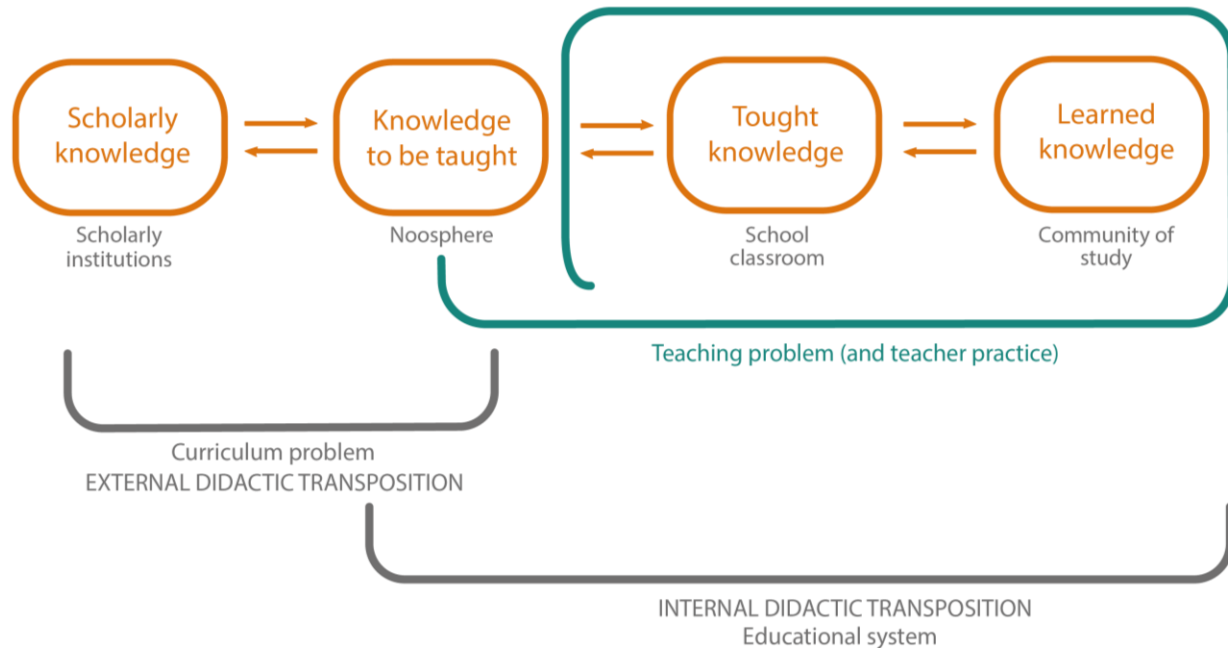 Scholarly
knowledge
Knowledge
to be taught
Tought
knowledge
Learned
knowledge
Scholarly
institutions
Noosphere
School
classroom
Community of
study
Teaching problem (and teacher practice)
Curriculum problem
EXTERNAL DIDACTIC TRANSPOSITION
INTERNAL DIDACTIC TRANSPOSITION
Educational system